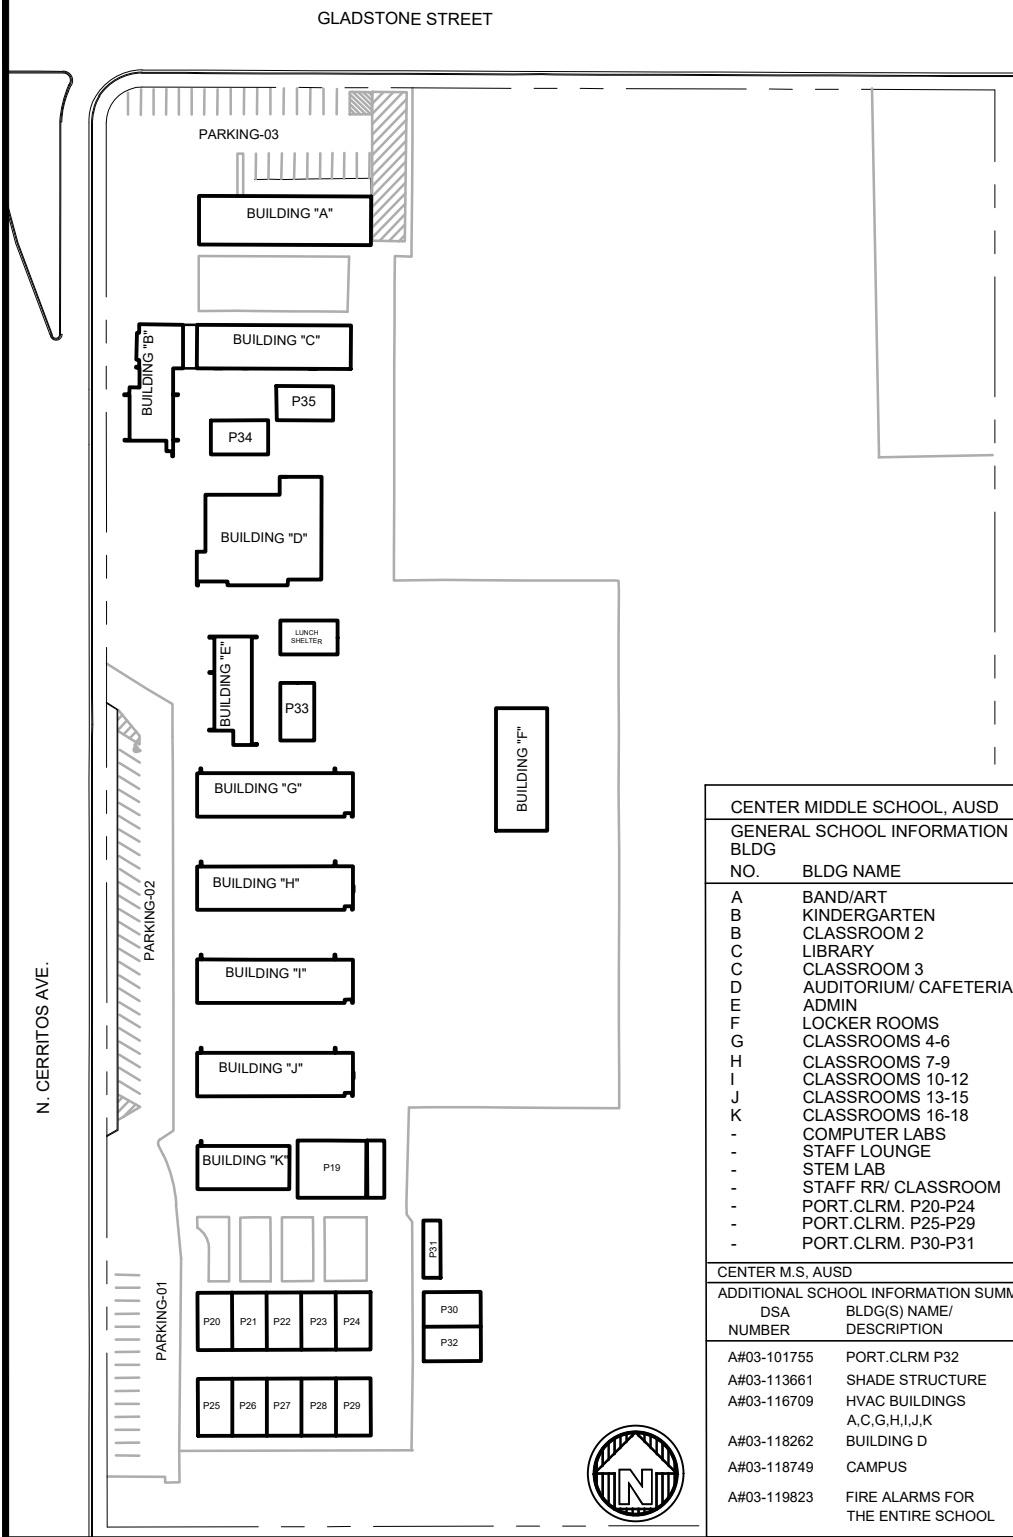 GLADSTONE STREET
PARKING-03
BUILDING "A"
BUILDING "B"
BUILDING "C"
P35
P34
BUILDING "D"
LUNCH
SHELTER
BUILDING "E"
P33
BUILDING "F"
BUILDING "G"
BUILDING "H"
PARKING-02
BUILDING "I"
N. CERRITOS AVE.
BUILDING "J"
BUILDING "K"
P19
P31
PARKING-01
P20
P21
P22
P23
P24
P30
P32
P25
P26
P27
P28
P29
N
CENTER MIDDLE SCHOOL, AUSD
GENERAL SCHOOL INFORMATION
BLDG
NO. BLDG NAME
A BAND/ART
B KINDERGARTEN
B CLASSROOM 2
C LIBRARY
C CLASSROOM 3
D AUDITORIUM/ CAFETERIA
E ADMIN
F LOCKER ROOMS
G CLASSROOMS 4-6
H CLASSROOMS 7-9
I CLASSROOMS 10-12
J CLASSROOMS 13-15
K CLASSROOMS 16-18
- COMPUTER LABS
- STAFF LOUNGE
- STEM LAB
- STAFF RR/ CLASSROOM
- PORT.CLRM. P20-P24
- PORT.CLRM. P25-P29
- PORT.CLRM. P30-P31
CENTER M.S, AUSD
ADDITIONAL SCHOOL INFORMATION SUMM
DSA BLDG(S) NAME/
NUMBER DESCRIPTION
A#03-101755 PORT.CLRM P32
A#03-113661 SHADE STRUCTURE
A#03-116709 HVAC BUILDINGS
A,C,G,H,I,J,K
A#03-118262 BUILDING D
A#03-118749 CAMPUS
A#03-119823 FIRE ALARMS FOR
THE ENTIRE SCHOOL